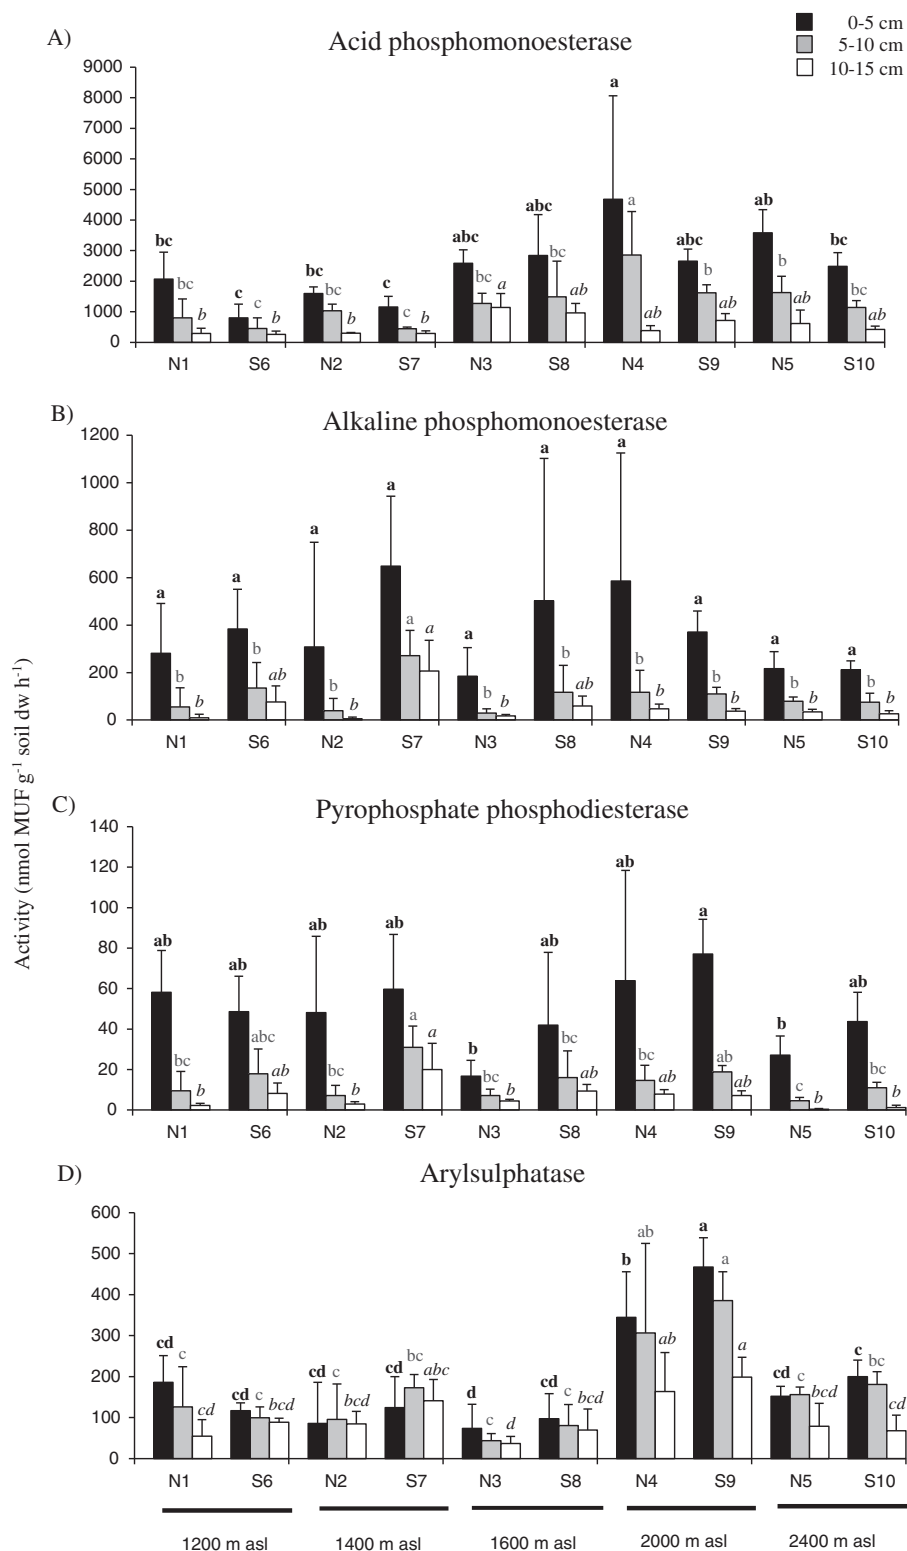 0-5 cm
5-10 cm
10-15 cm
A)
Acid phosphomonoesterase
9000
8000
7000
6000
5000
4000
3000
2000
1000
0
bc bc b
c c b
bc bc b
c c b
abc bc a
abc bc ab
a a ab
abc b ab
ab b ab
bc bc ab
N1 S6 N2 S7 N3 S8 N4 S9 N5 S10
B)
Alkaline phosphomonoesterase
1200
1000
800
600
400
200
0
a b b
a b ab
a b b
a a a
a b b
a b ab
a b b
a b b
a b b
a b b
N1 S6 N2 S7 N3 S8 N4 S9 N5 S10
Activity (nmol MUF g-1 soil dw h-1)
C)
Pyrophosphate phosphodiesterase
140
120
100
80
60
40
20
0
ab bc b
ab abc ab
ab bc b
ab a a
b bc b
ab bc ab
ab bc ab
a ab ab
b c b
ab bc b
N1 S6 N2 S7 N3 S8 N4 S9 N5 S10
D)
Arylsulphatase
600
500
400
300
200
100
0
cd c cd
cd c bcd
cd c bcd
cd bc abc
d c d
cd c bcd
b ab ab
a a a
cd bc bcd
c bc cd
N1 S6 N2 S7 N3 S8 N4 S9 N5 S10
1200 m asl 1400 m asl 1600 m asl 2000 m asl 2400 m asl